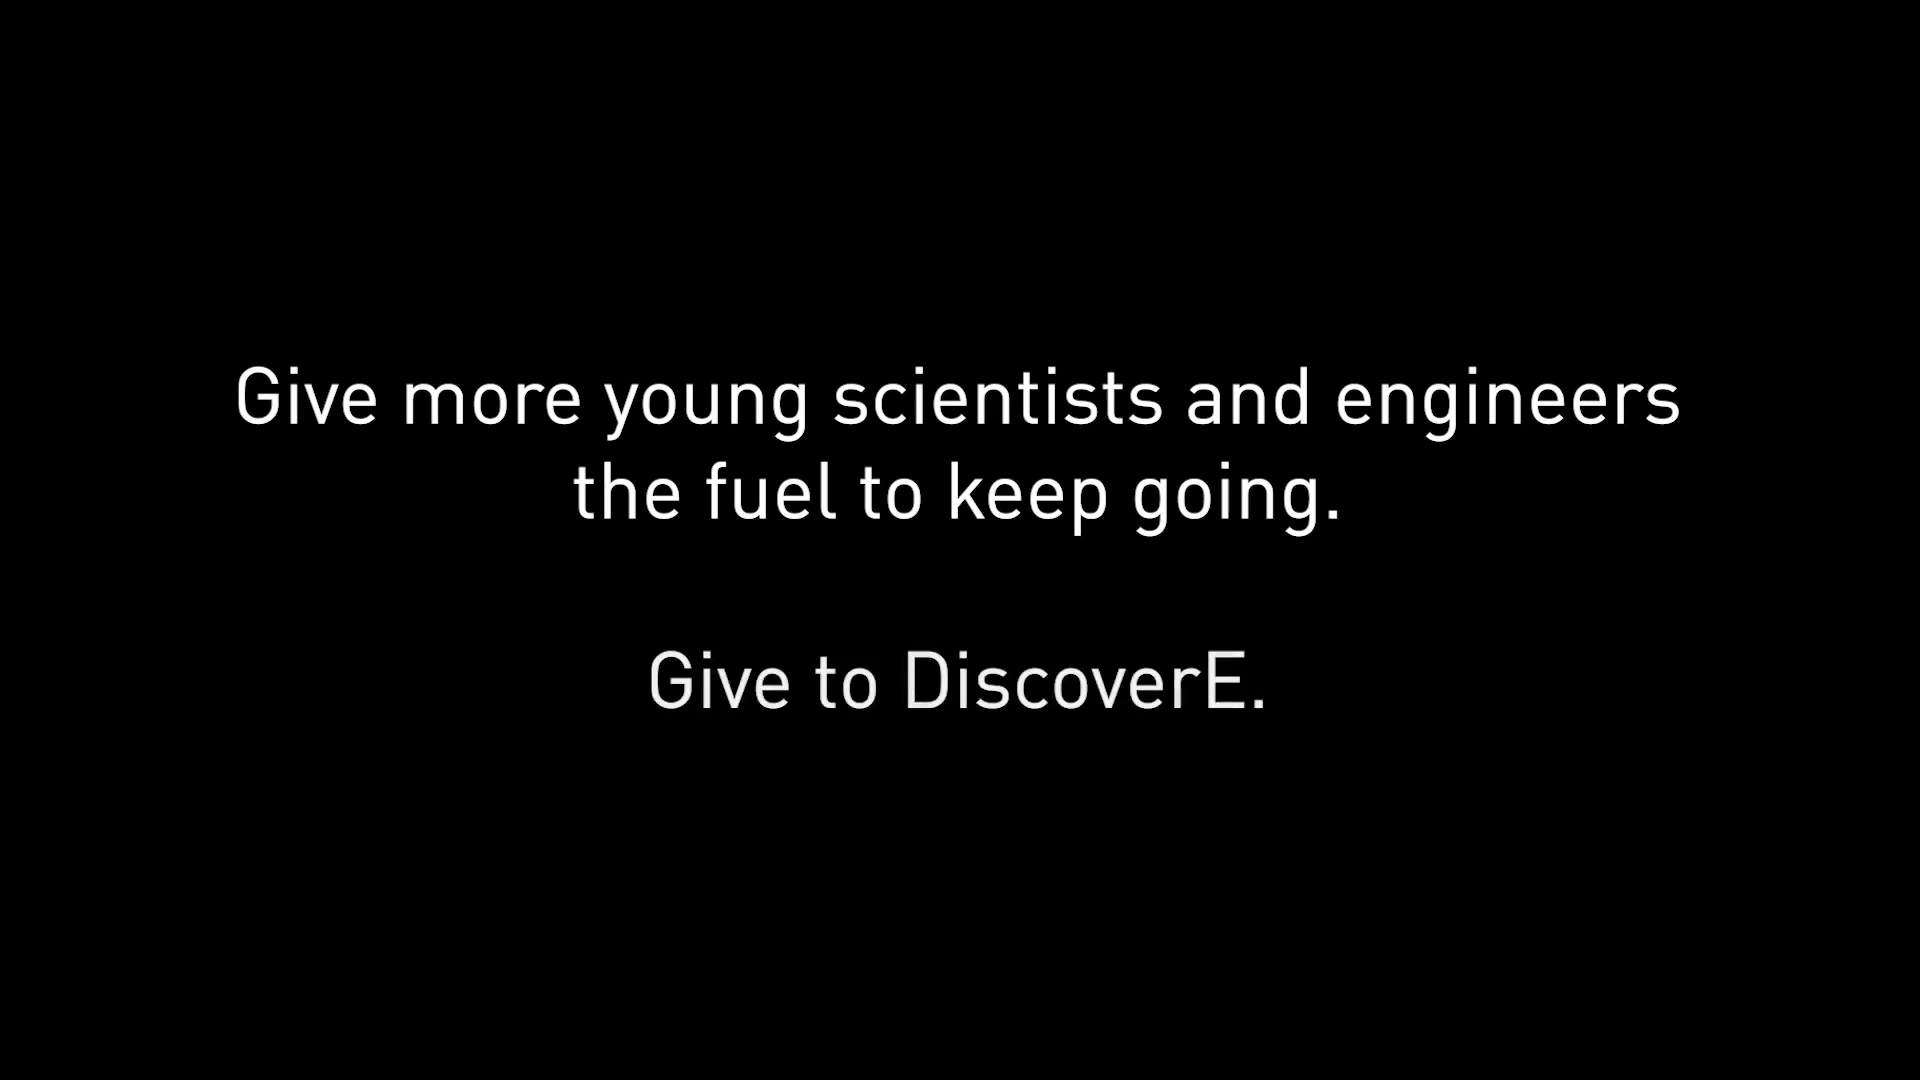 Give more young scientists and engineers
the fuel to keep going.
Give to DiscoverE.